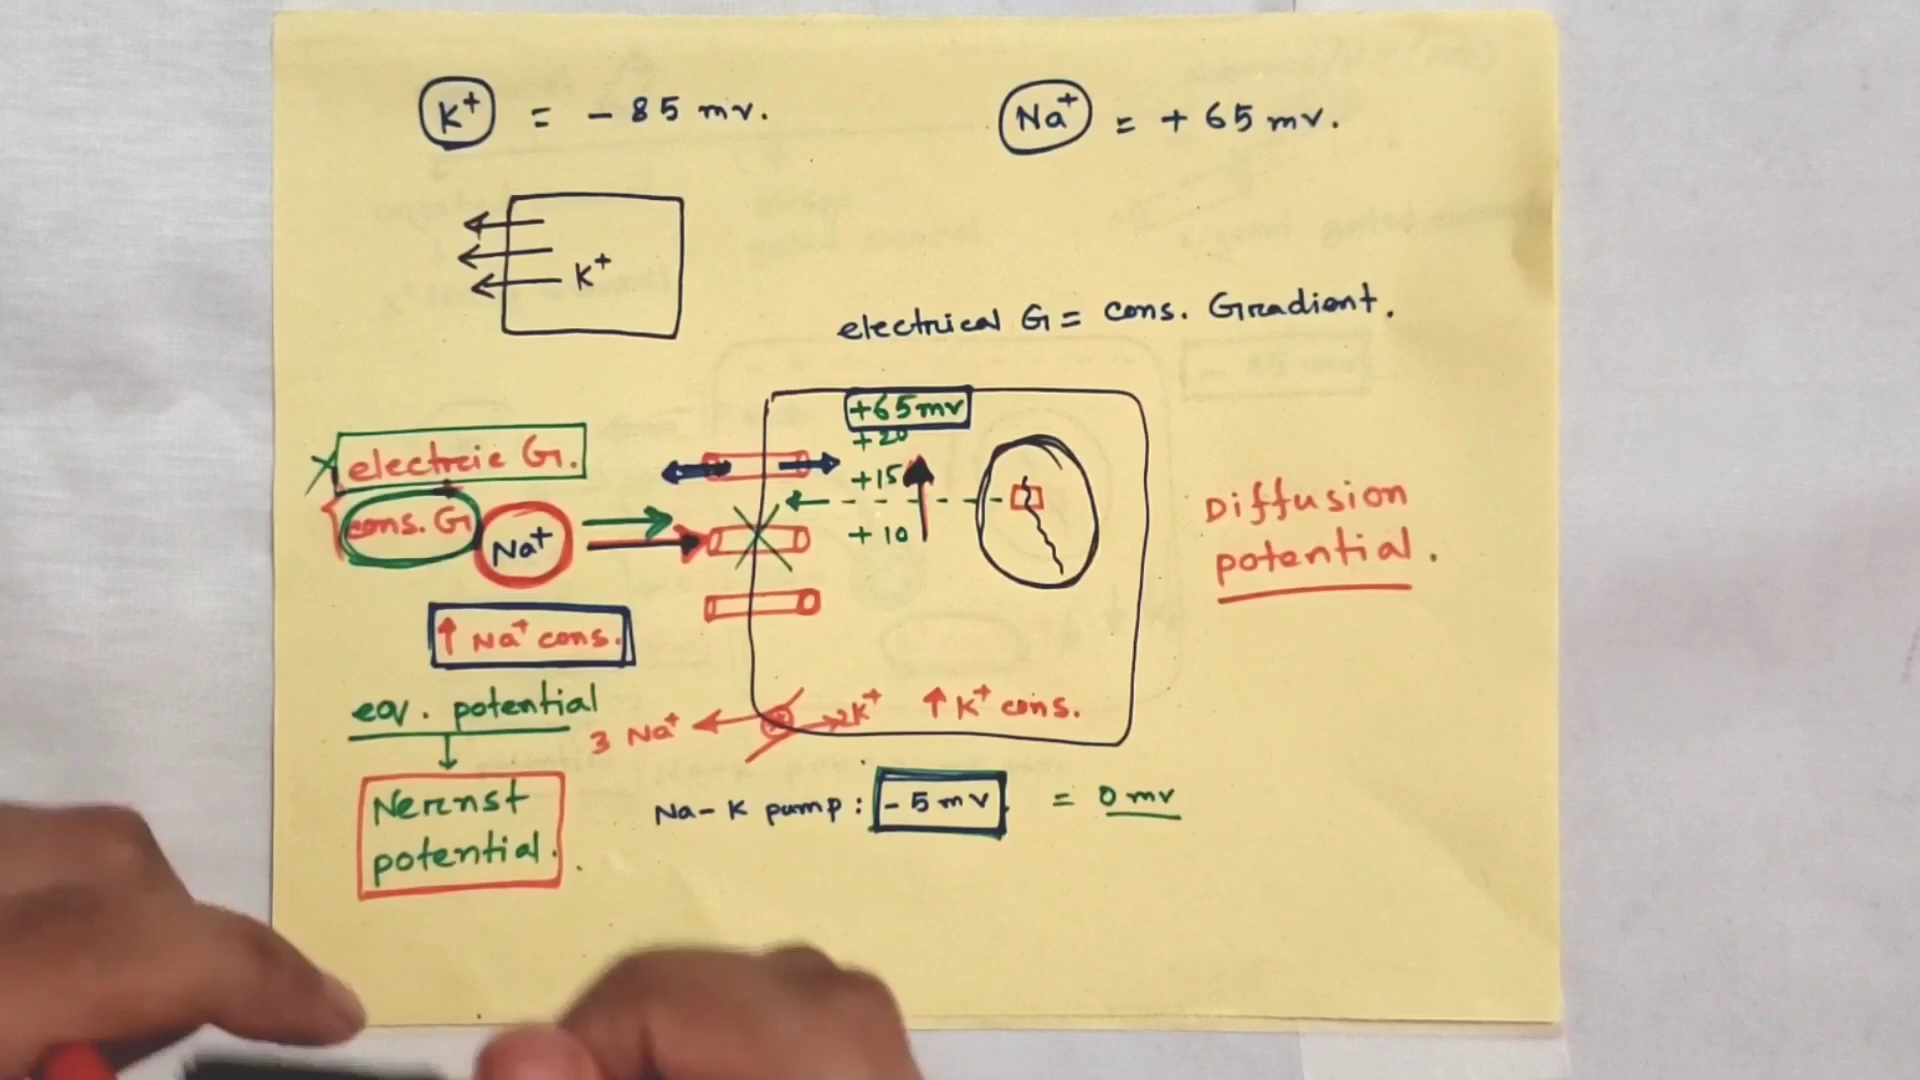 K+ = - 85 mv.
Na+ = + 65 mv.
K+
electrical G = cons. Gradient.
+65mv
+20
+15
+10
electric G.
cons. G
Na+
Diffusion
potential.
↑ Na+ cons.
eqv. potential
3 Na+
2K+
↑ K+ cons.
Nernst
potential.
Na-K pump: - 5 mv. = 0 mv